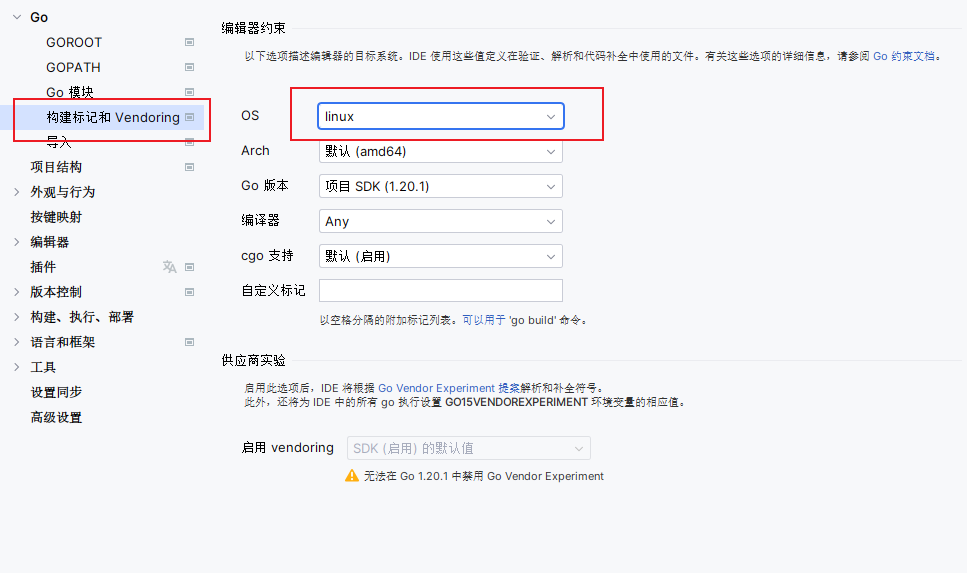 Go
GOROOT
GOPATH
Go 模块
构建标记和 Vendoring
导入
项目结构
外观与行为
按键映射
编辑器
插件
版本控制
构建、执行、部署
语言和框架
工具
设置同步
高级设置
编辑器约束
以下选项描述编辑器的目标系统。IDE 使用这些值定义在验证、解析和代码补全中使用的文件。有关这些选项的详细信息，请参阅 Go 约束文档。
OS linux
Arch 默认 (amd64)
Go 版本 项目 SDK (1.20.1)
编译器 Any
cgo 支持 默认 (启用)
自定义标记
以空格分隔的附加标记列表。可以用于 'go build' 命令。
供应商实验
启用此选项后，IDE 将根据 Go Vendor Experiment 提案解析和补全符号。
此外，还将为 IDE 中的所有 go 执行设置 GO15VENDOREXPERIMENT 环境变量的相应值。
启用 vendoring SDK (启用) 的默认值
无法在 Go 1.20.1 中禁用 Go Vendor Experiment